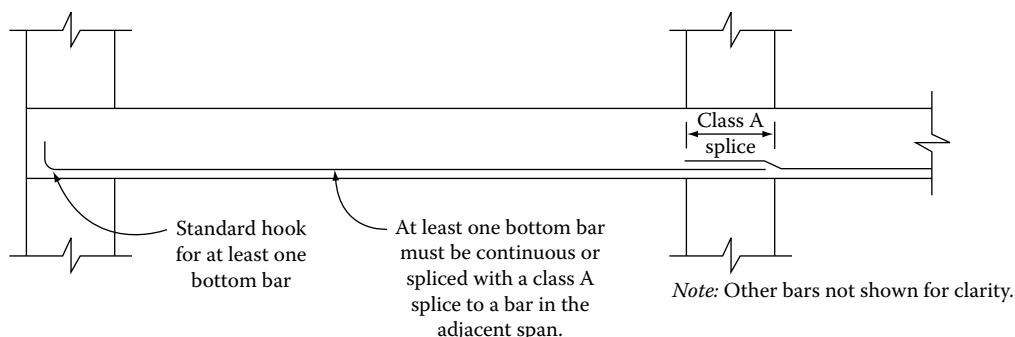 Class A
splice
Standard hook
for at least one
bottom bar
At least one bottom bar
must be continuous or
spliced with a class A
splice to a bar in the
adjacent span.
Note: Other bars not shown for clarity.